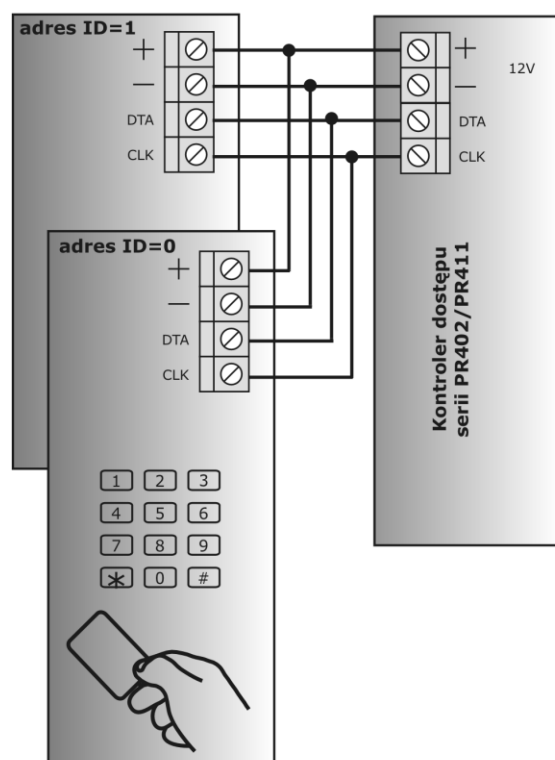 adres ID=1
+
—
DTA
CLK
+
—
DTA
CLK
12V
Kontroler dostępu
serii PR402/PR411
adres ID=0
+
—
DTA
CLK
1 2 3
4 5 6
7 8 9
* 0 #